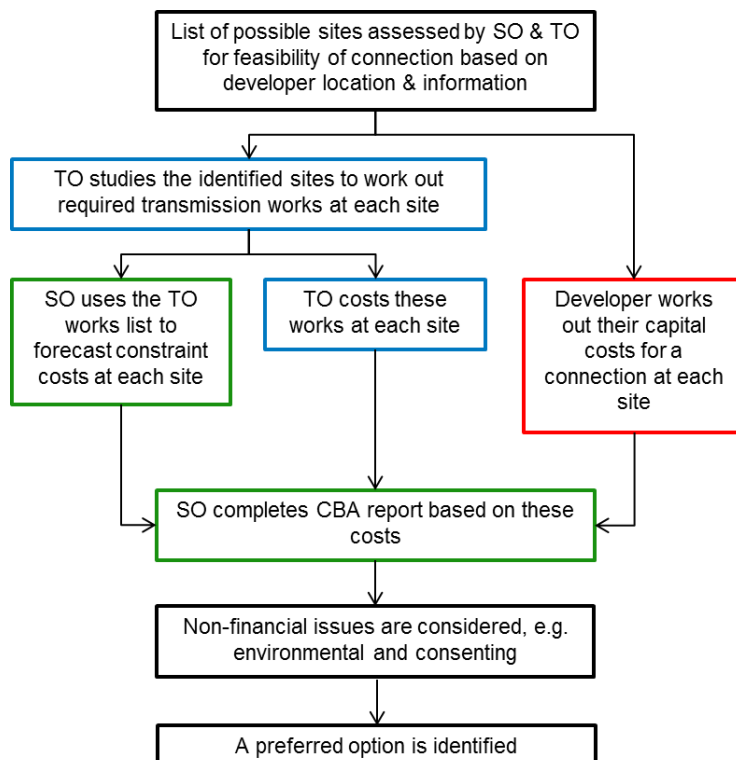 List of possible sites assessed by SO & TO
for feasibility of connection based on
developer location & information
TO studies the identified sites to work out
required transmission works at each site
SO uses the TO
works list to
forecast constraint
costs at each site
TO costs these
works at each site
Developer works
out their capital
costs for a
connection at each
site
SO completes CBA report based on these
costs
Non-financial issues are considered, e.g.
environmental and consenting
A preferred option is identified